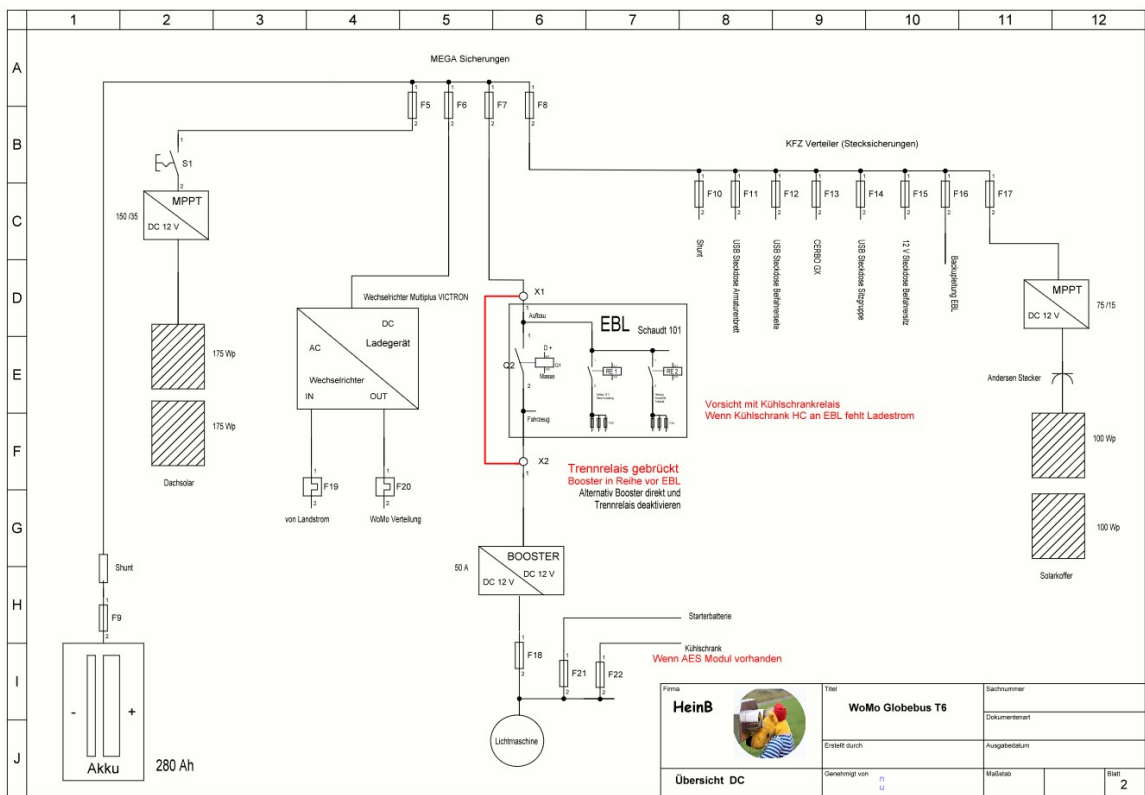 1 2 3 4 5 6 7 8 9 10 11 12
A
B
C
D
E
F
G
H
I
J
MEGA Sicherungen
F5
F6
F7
F8
S1
MPPT
DC 12 V
150 /35
175 Wp
175 Wp
Dachsolar
KFZ Verteiler (Stecksicherungen)
F10
F11
F12
F13
F14
F15
F16
F17
Shunt
USB Steckdose Armaturenbrett
USB Steckdose Beifahrerseite
CERBO GX
USB Steckdose Sitzgruppe
12 V Steckdose Beifahrersitz
Backupleitung EBL
MPPT
DC 12 V
75 /15
Andersen Stecker
100 Wp
100 Wp
Solarkoffer
Wechselrichter Multiplus VICTRON
DC
Ladegerät
AC
Wechselrichter
IN
OUT
F19
F20
von Landstrom
WoMo Verteilung
X1
Aufbau
EBL
Schaudt 101
Q2
D +
Masse
RE 1
RE 2
Fahrzeug
X2
Vorsicht mit Kühlschrankrelais
Wenn Kühlschrank HC an EBL fehlt Ladestrom
Trennrelais gebrückt
Booster in Reihe vor EBL
Alternativ Booster direkt und
Trennrelais deaktivieren
BOOSTER
DC 12 V
DC 12 V
50 A
Starterbatterie
Kühlschrank
Wenn AES Modul vorhanden
F18
F21
F22
Lichtmaschine
Shunt
F9
-
+
Akku
280 Ah
Firma
HeinB
Titel
WoMo Globebus T6
Sachnummer
Dokumentenart
Erstellt durch
Ausgabedatum
Übersicht DC
Genehmigt von
n
u
Maßstab
Blatt
2